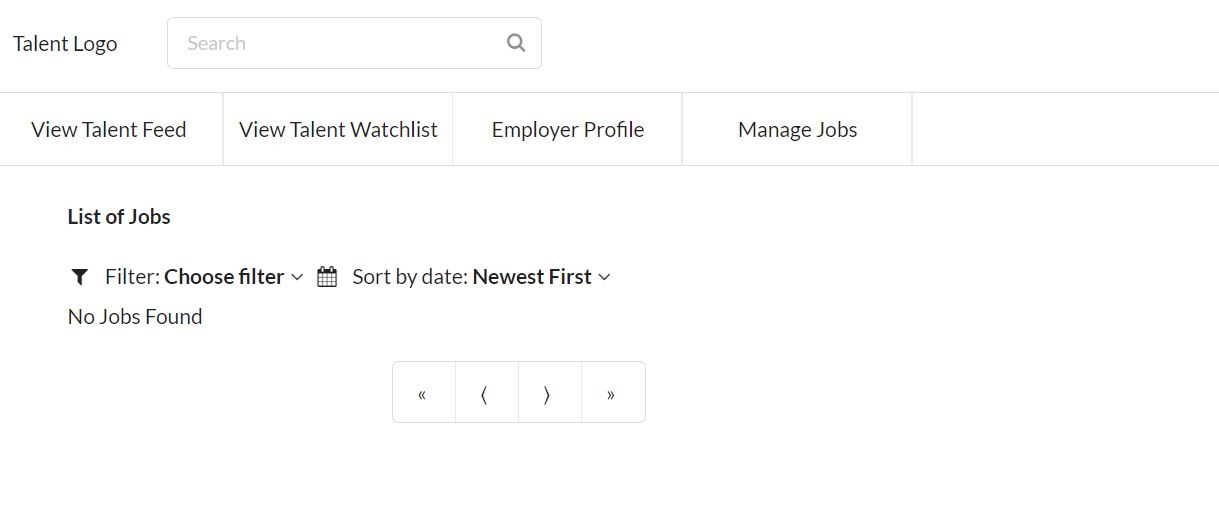 Talent Logo Search
View Talent Feed View Talent Watchlist Employer Profile Manage Jobs
List of Jobs
Filter: Choose filter Sort by date: Newest First
No Jobs Found
« ⟨ ⟩ »